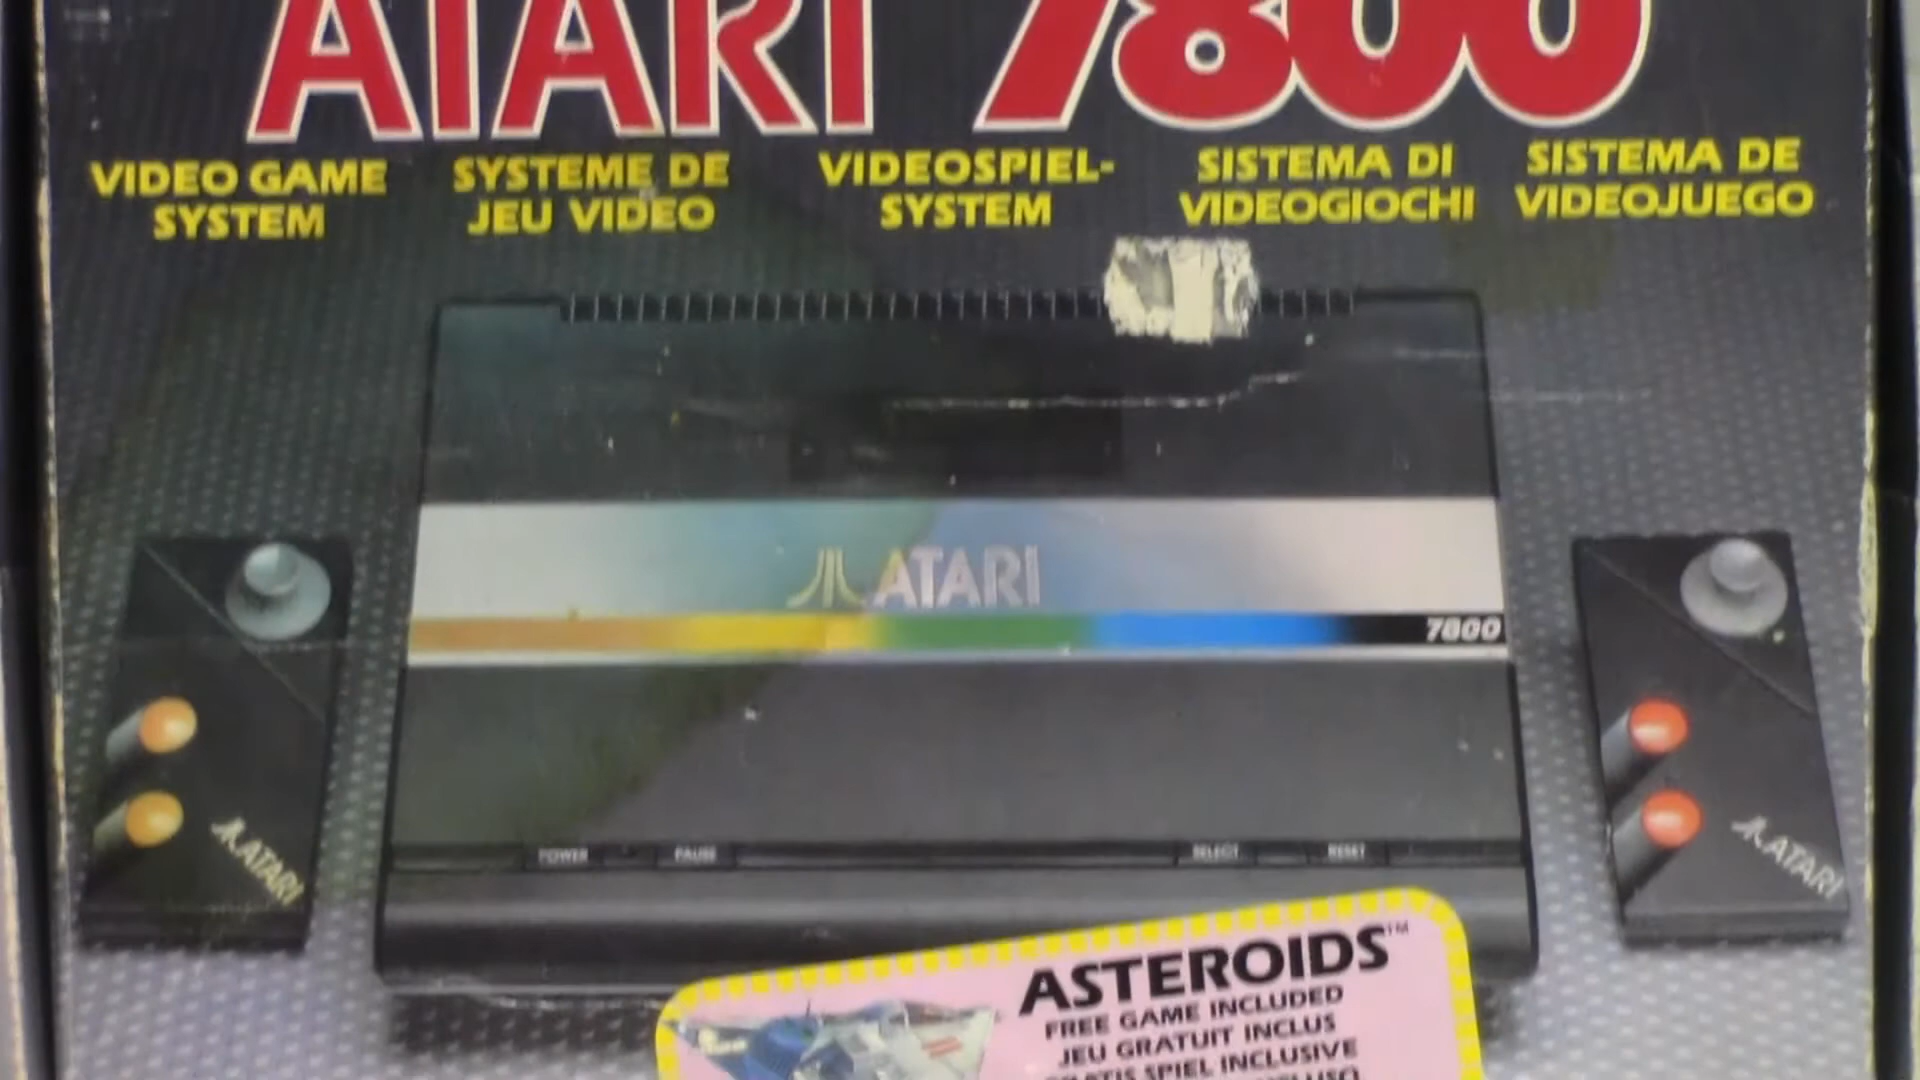 ATARI 7800
VIDEO GAME
SYSTEM
SYSTEME DE
JEU VIDEO
VIDEOSPIEL-
SYSTEM
SISTEMA DI
VIDEOGIOCHI
SISTEMA DE
VIDEOJUEGO
ATARI
7800
ATARI
ATARI
POWER
PAUSE
SELECT
RESET
ASTEROIDS™
FREE GAME INCLUDED
JEU GRATUIT INCLUS
GRATIS SPIEL INCLUSIVE